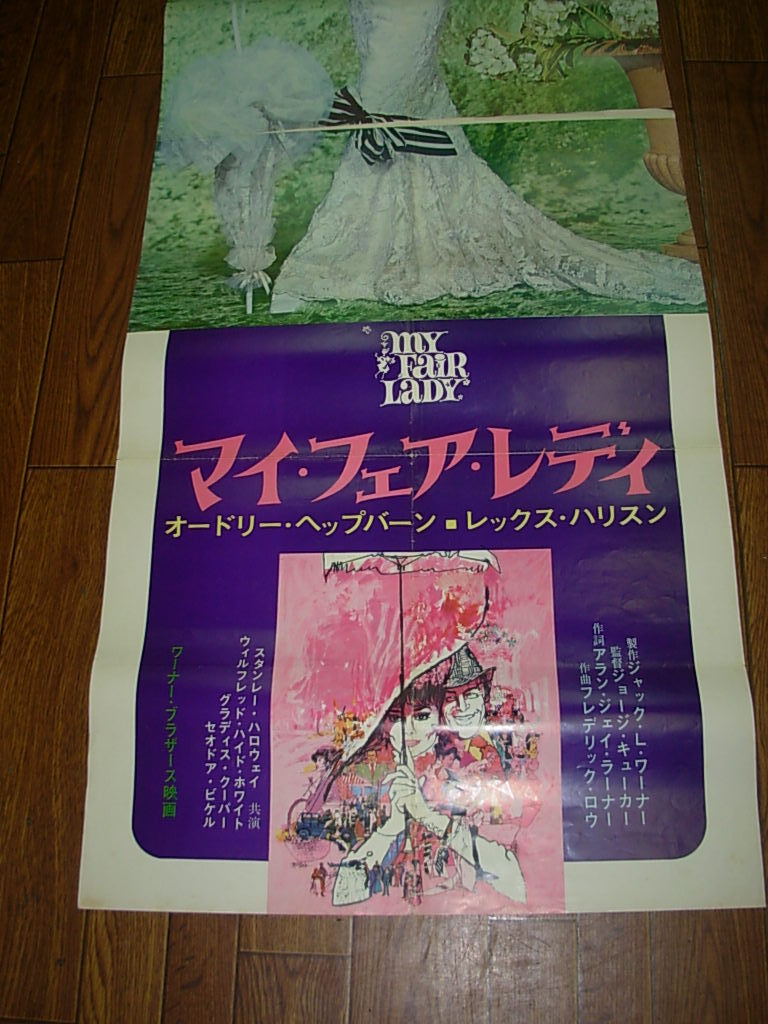 MY
FAIR
LADY
マイ・フェア・レディ
オードリー・ヘップバーン ■ レックス・ハリスン
製作ジャック・L・ワーナー
監督ジョージ・キューカー
作詞アラン・ジェイ・ラーナー
作曲フレデリック・ロウ
スタンレー・ハロウェイ 共演
ウィルフレッド・ハイド・ホワイト
グラディス・クーパー
セオドア・ビケル
ワーナー・ブラザース映画